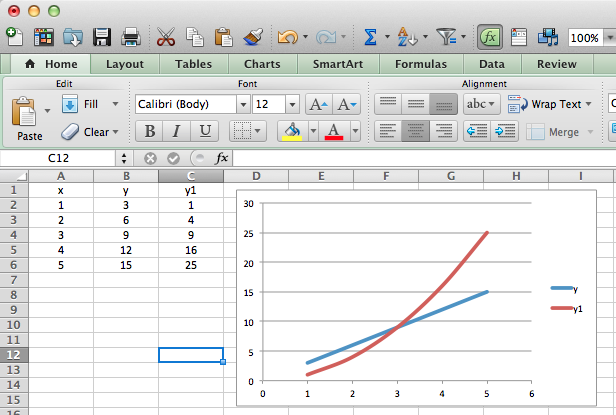 100%
Home Layout Tables Charts SmartArt Formulas Data Review
Edit Font Alignment
Fill Calibri (Body) 12 A A abc Wrap Text
Paste Clear B I U A Merge
C12 fx
A B C D E F G H I
1 x y y1
2 1 3 1
3 2 6 4
4 3 9 9
5 4 12 16
6 5 15 25
7
8
9
10
11
12
13
14
15
16
30
25
20
15
10
5
0
0 1 2 3 4 5 6
y
y1